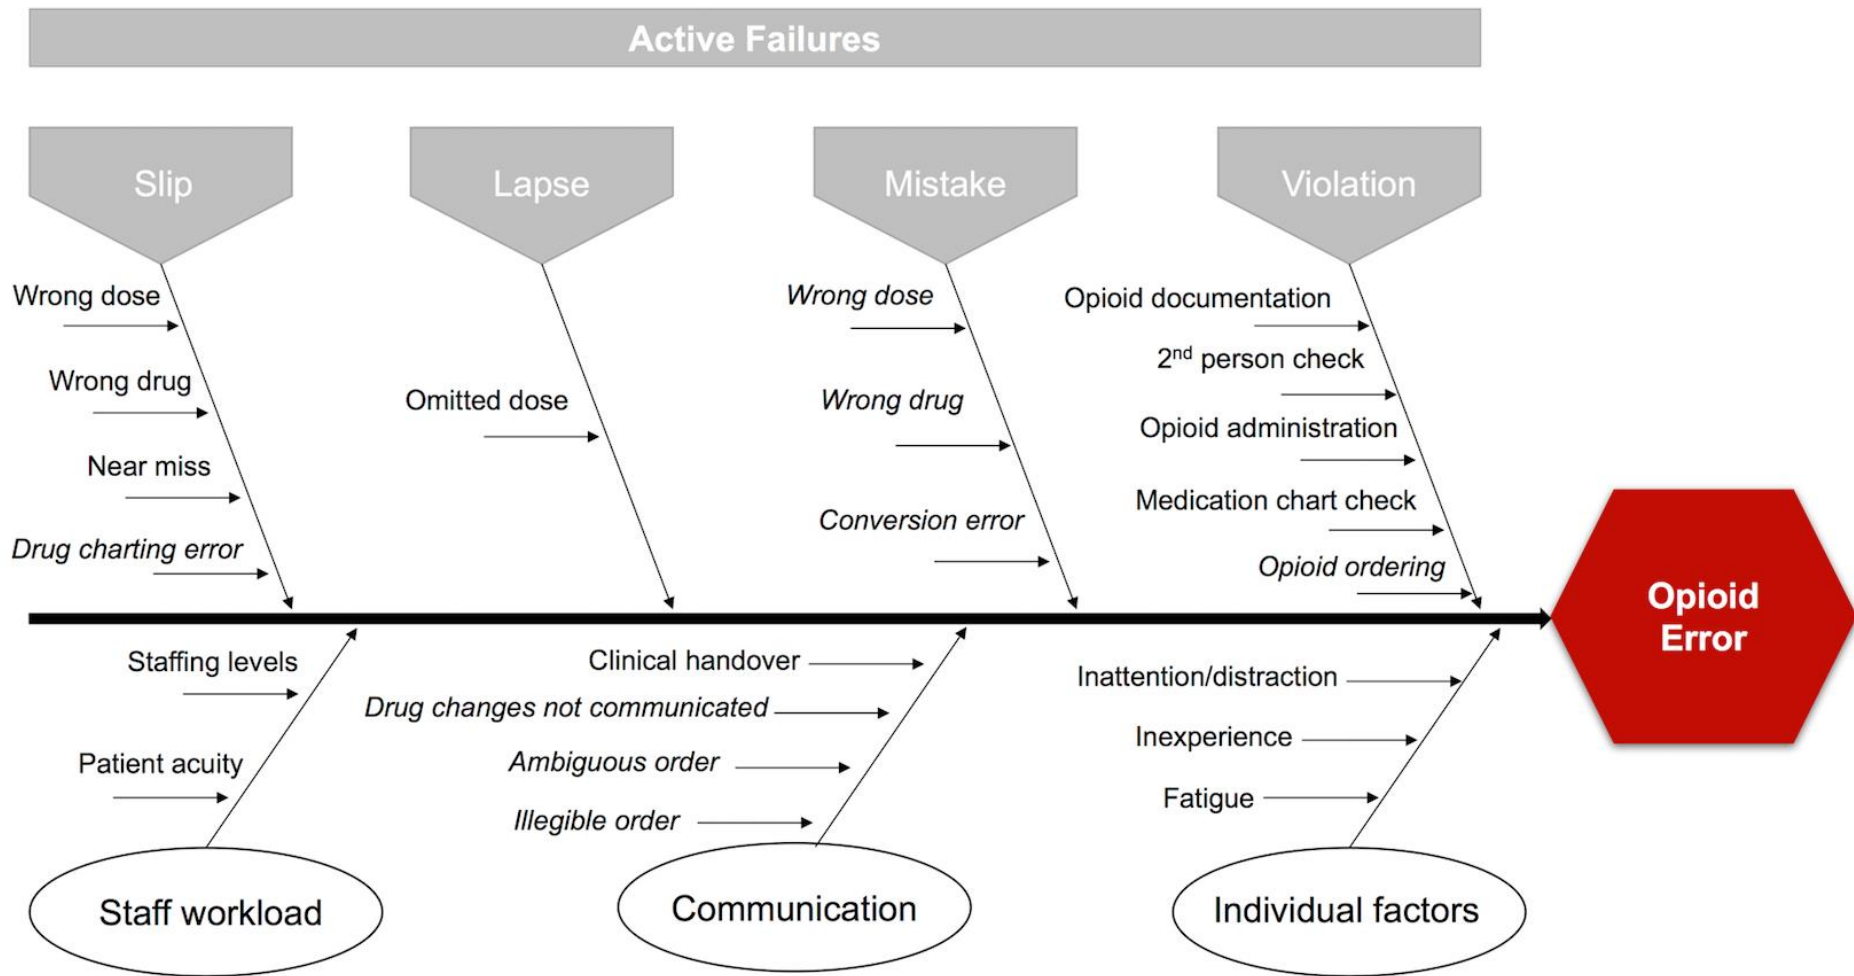 Active Failures
Slip
Lapse
Mistake
Violation
Wrong dose
Wrong drug
Near miss
Drug charting error
Omitted dose
Wrong dose
Wrong drug
Conversion error
Opioid documentation
2nd person check
Opioid administration
Medication chart check
Opioid ordering
Opioid
Error
Staffing levels
Patient acuity
Staff workload
Clinical handover
Drug changes not communicated
Ambiguous order
Illegible order
Communication
Inattention/distraction
Inexperience
Fatigue
Individual factors